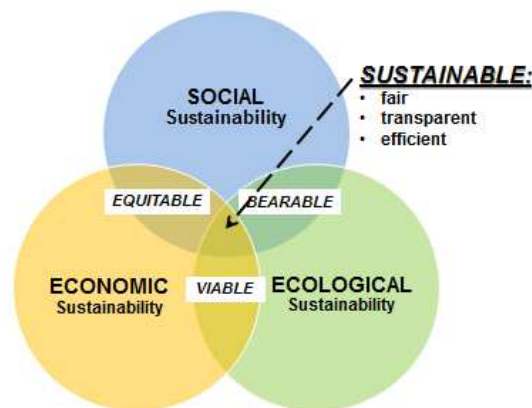 SOCIAL
Sustainability
SUSTAINABLE:
• fair
• transparent
• efficient
EQUITABLE
BEARABLE
ECONOMIC
Sustainability
VIABLE
ECOLOGICAL
Sustainability